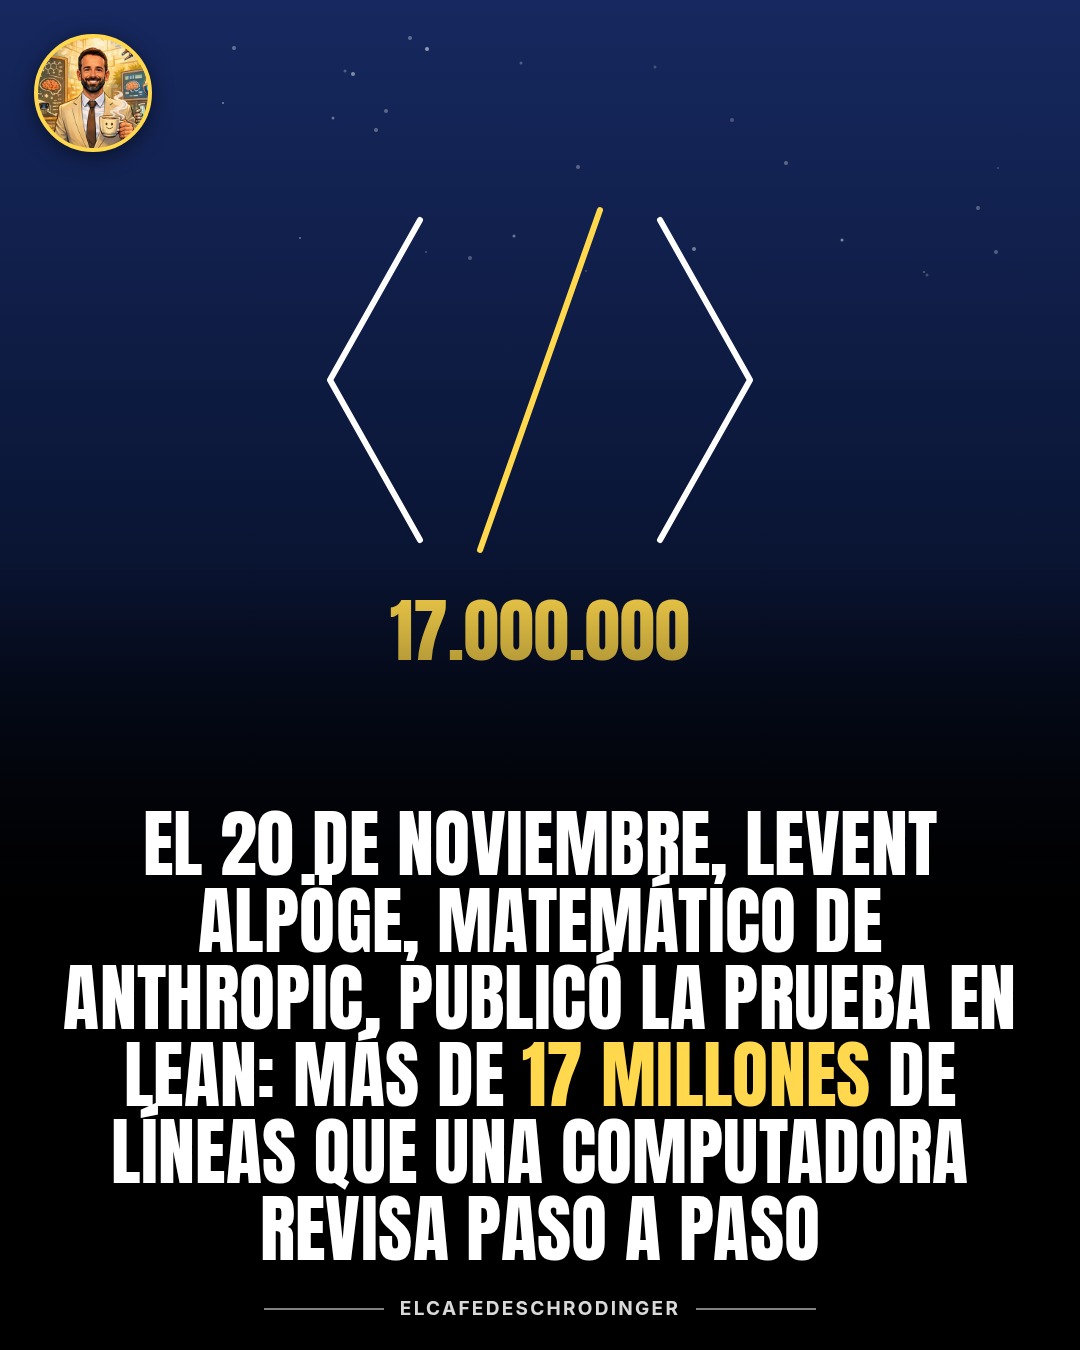 17.000.000
EL 20 DE NOVIEMBRE, LEVENT
ALPÖGE, MATEMÁTICO DE
ANTHROPIC, PUBLICÓ LA PRUEBA EN
LEAN: MÁS DE 17 MILLONES DE
LÍNEAS QUE UNA COMPUTADORA
REVISA PASO A PASO
ELCAFEDESCHRODINGER